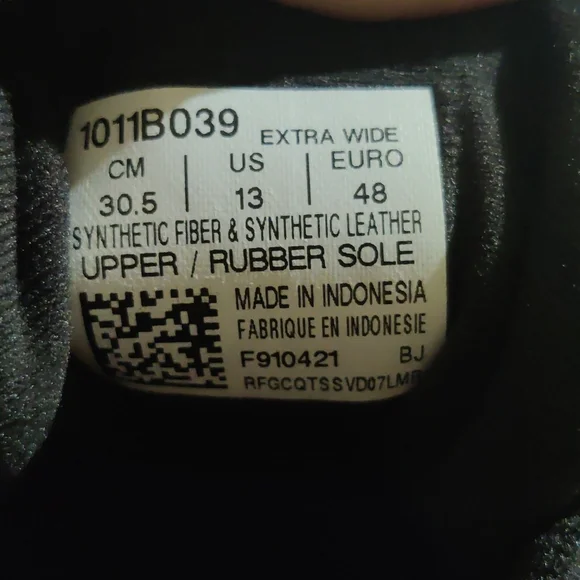 1011B039 EXTRA WIDE
CM | US | EURO
30.5 | 13 | 48
SYNTHETIC FIBER & SYNTHETIC LEATHER
UPPER / RUBBER SOLE
MADE IN INDONESIA
FABRIQUE EN INDONESIE
F910421 BJ